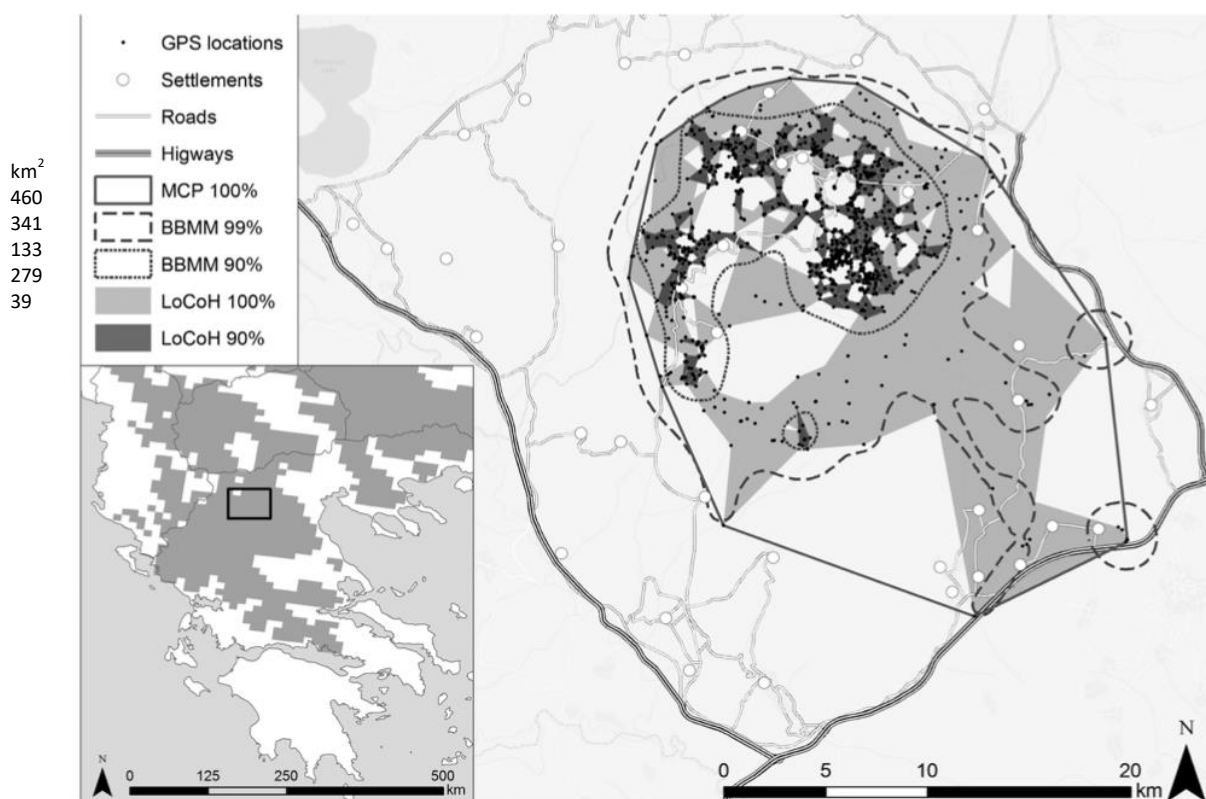 GPS locations
Settlements
Roads
Higways
km²
460 MCP 100%
341 BBMM 99%
133 BBMM 90%
279 LoCoH 100%
39 LoCoH 90%
N
0 125 250 500
km
N
0 5 10 20
km